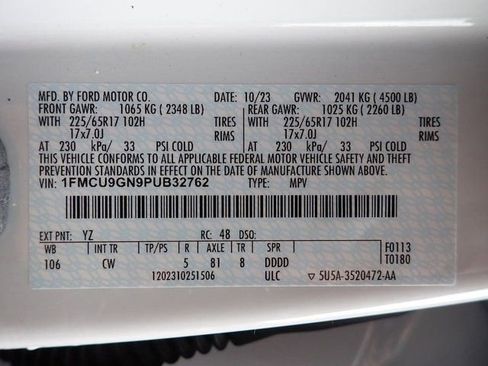 MFD. BY FORD MOTOR CO. 10/23 GVWR: 2041 KG ( 4500 LB)
FRONT GAWR: 1065 KG ( 2348 LB) REAR GAWR: 1025 KG ( 2260 LB)
WITH 225/65R17 102H TIRES WITH 225/65R17 102H TIRES
17x7.0J RIMS 17x7.0J RIMS
AT 230 kPa/ 33 PSI COLD AT 230 kPa/ 33 PSI COLD
THIS VEHICLE CONFORMS TO ALL APPLICABLE FEDERAL MOTOR VEHICLE SAFETY AND BUMPER
STANDARDS AND THEFT PREVENTION STANDARD IN EFFECT ON THE DATE OF MANUFACTURE SHOWN ABOVE.
VIN: 1FMCU9GN9PUB32762 TYPE: MPV
EXT PNT: YZ RC: 48 DSO:
WB INT TR TP/PS R AXLE TR SPR F0113
106 CW 5 81 8 DDDD T0180
1202310251506 ULC 5U5A-3520472-AA